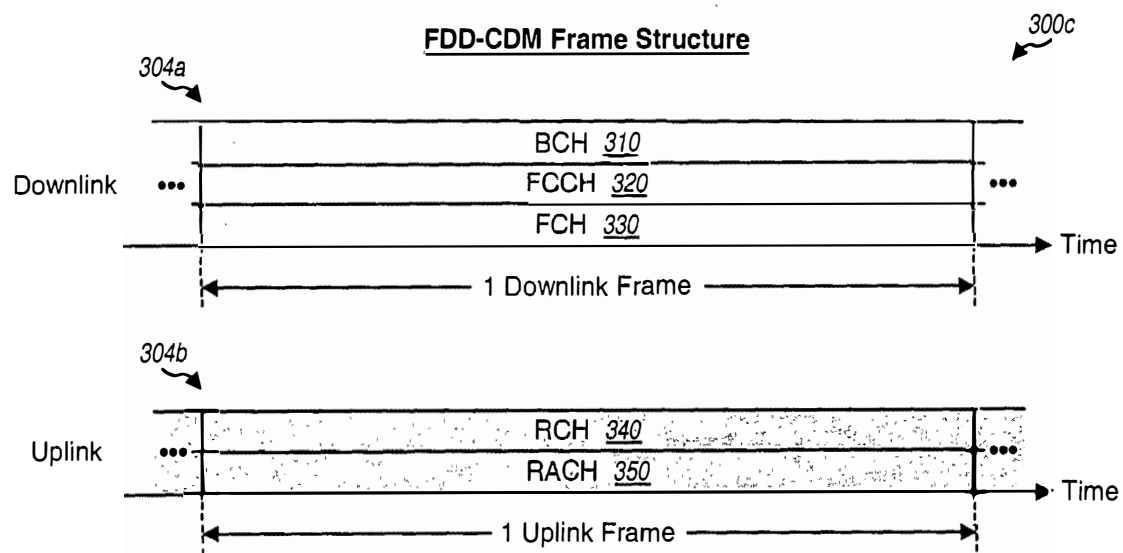 FDD-CDM Frame Structure
300c
304a
BCH 310
Downlink ••• FCCH 320 •••
FCH 330
Time
1 Downlink Frame
304b
RCH 340
Uplink ••• •••
RACH 350
Time
1 Uplink Frame